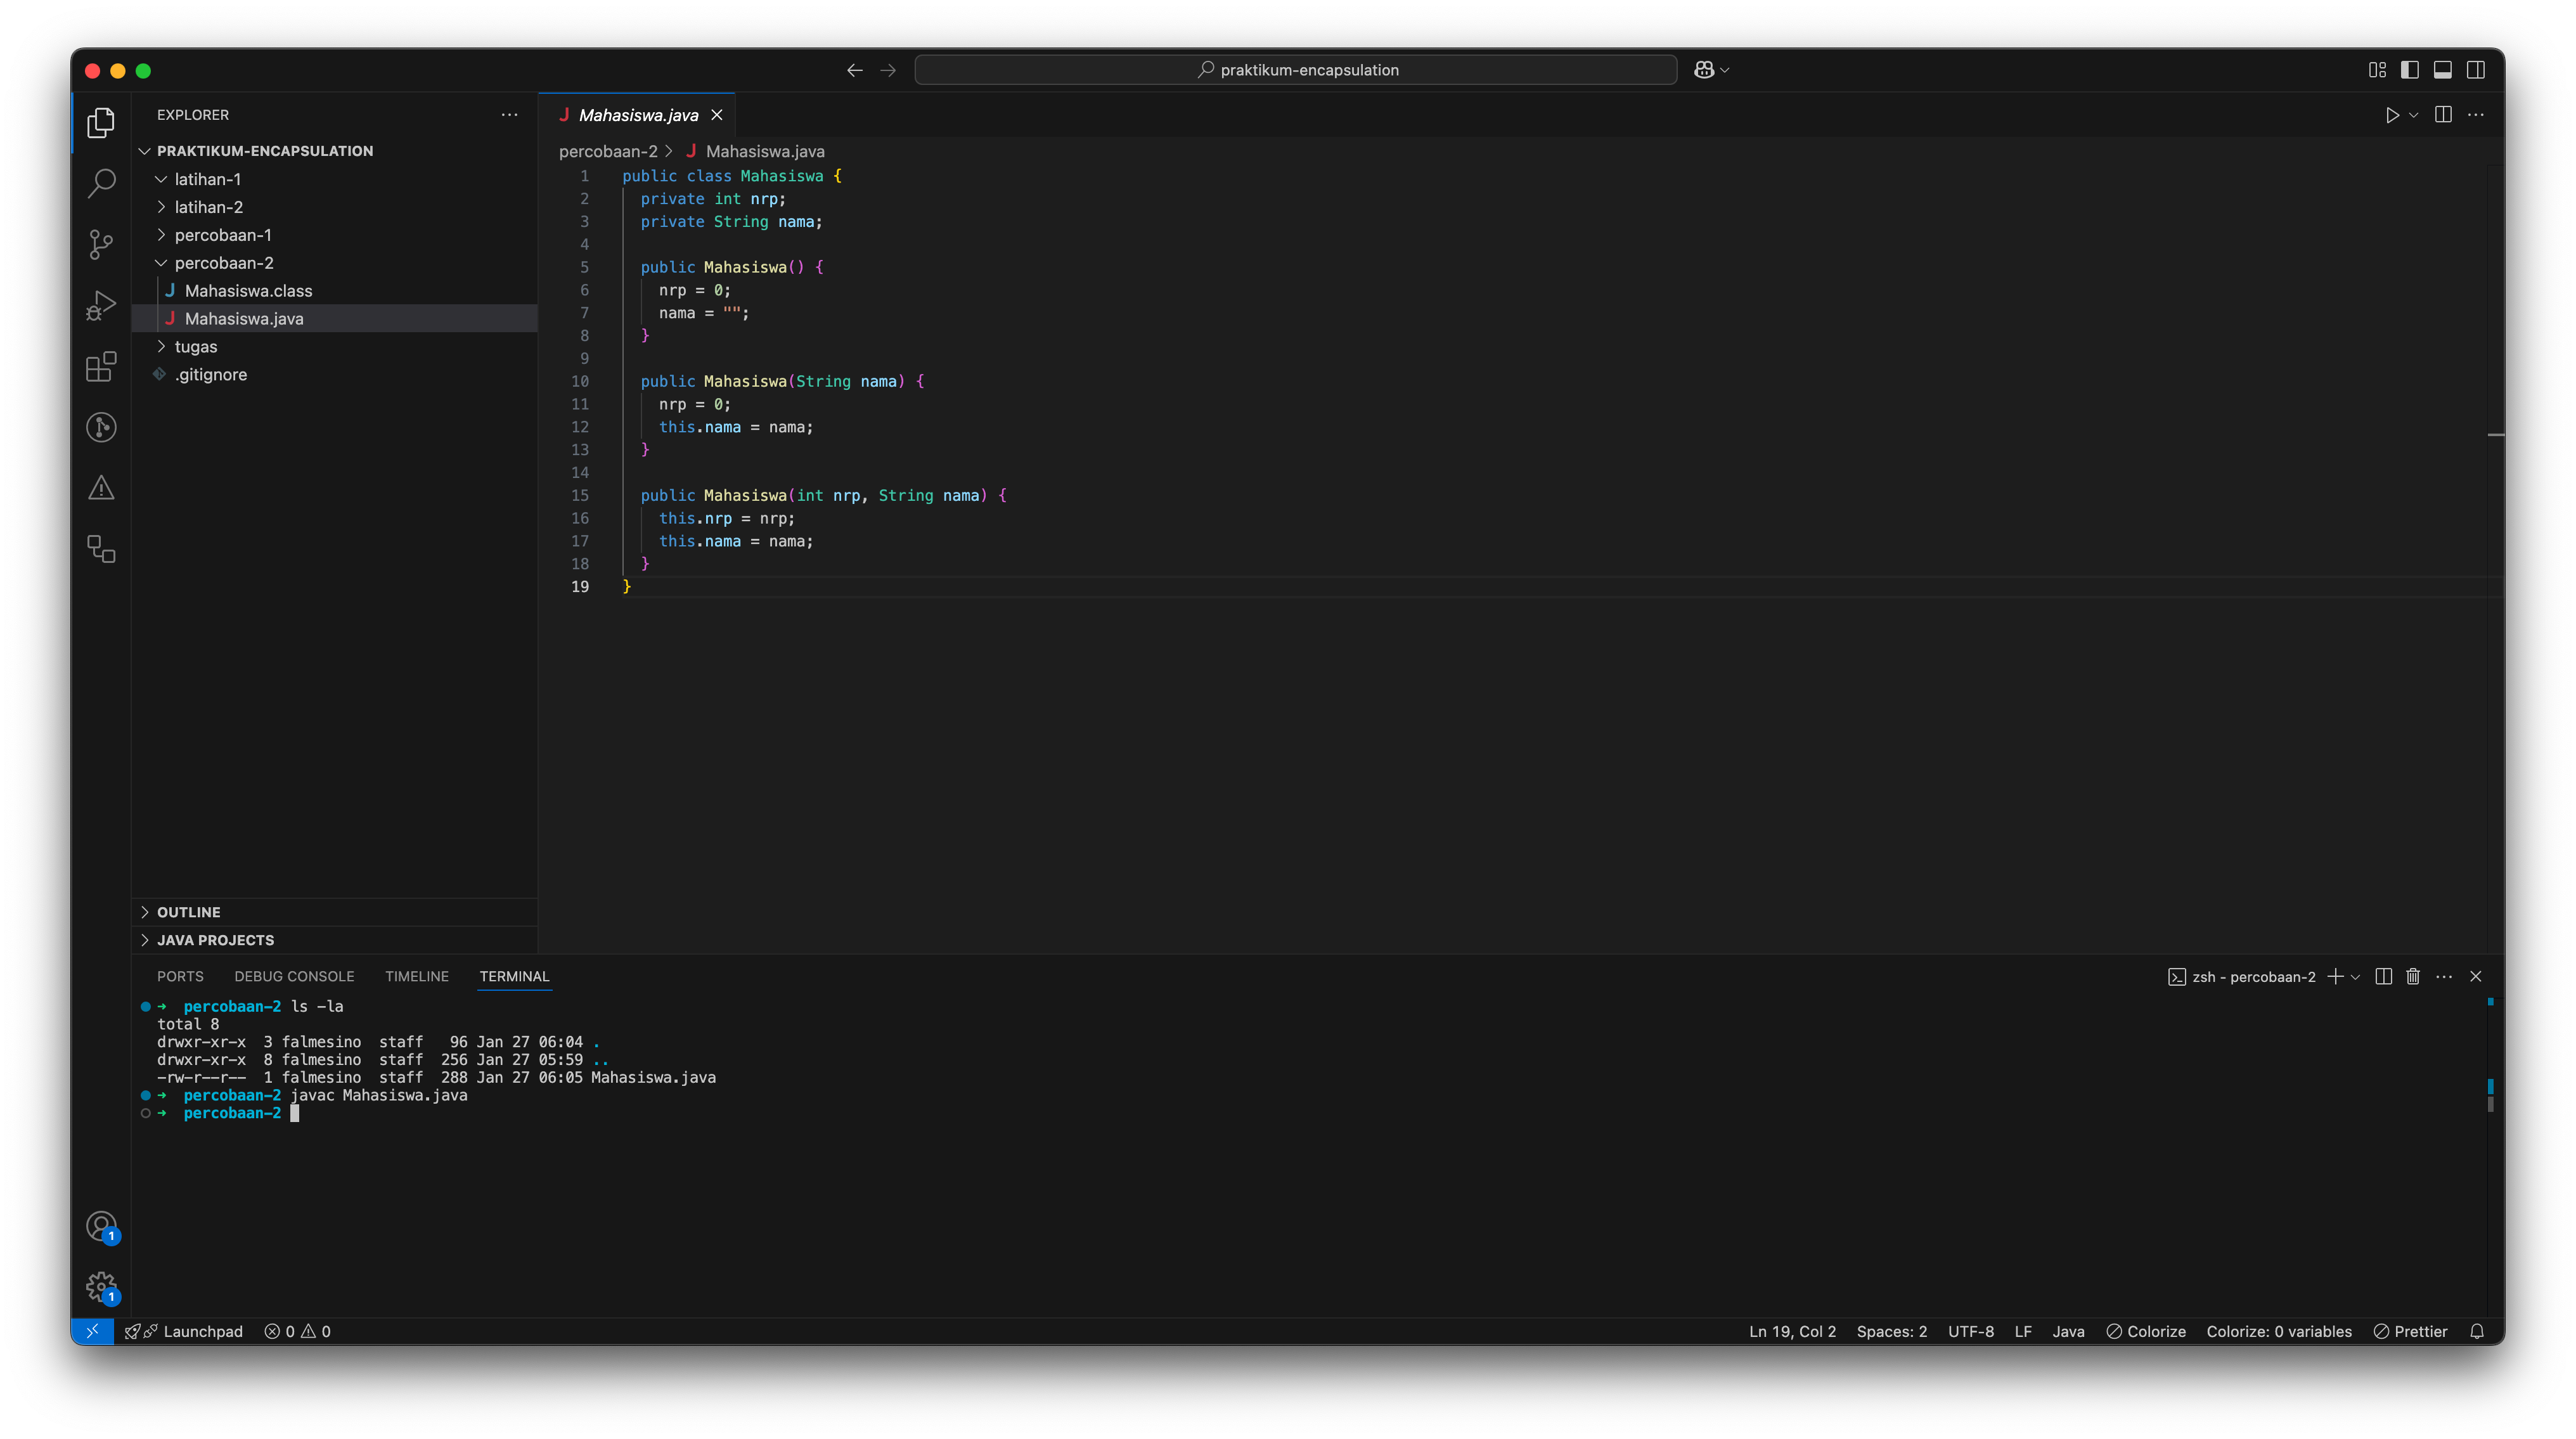 praktikum-encapsulation
EXPLORER
PRAKTIKUM-ENCAPSULATION
latihan-1
latihan-2
percobaan-1
percobaan-2
J Mahasiswa.class
J Mahasiswa.java
tugas
.gitignore
OUTLINE
JAVA PROJECTS
J Mahasiswa.java
percobaan-2 > J Mahasiswa.java
1 public class Mahasiswa {
2 private int nrp;
3 private String nama;
4
5 public Mahasiswa() {
6 nrp = 0;
7 nama = "";
8 }
9
10 public Mahasiswa(String nama) {
11 nrp = 0;
12 this.nama = nama;
13 }
14
15 public Mahasiswa(int nrp, String nama) {
16 this.nrp = nrp;
17 this.nama = nama;
18 }
19 }
PORTS DEBUG CONSOLE TIMELINE TERMINAL
zsh - percobaan-2
➜ percobaan-2 ls -la
total 8
drwxr-xr-x 3 falmesino staff 96 Jan 27 06:04 .
drwxr-xr-x 8 falmesino staff 256 Jan 27 05:59 ..
-rw-r--r-- 1 falmesino staff 288 Jan 27 06:05 Mahasiswa.java
➜ percobaan-2 javac Mahasiswa.java
➜ percobaan-2
1
1
Launchpad 0 0
Ln 19, Col 2 Spaces: 2 UTF-8 LF Java Colorize Colorize: 0 variables Prettier